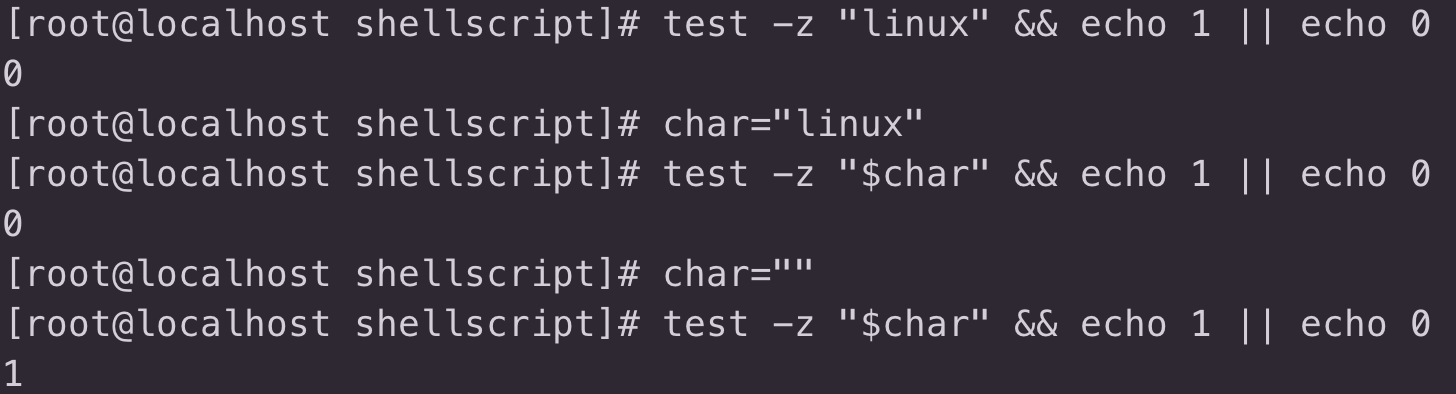 [root@localhost shellscript]# test -z "linux" && echo 1 || echo 0
0
[root@localhost shellscript]# char="linux"
[root@localhost shellscript]# test -z "$char" && echo 1 || echo 0
0
[root@localhost shellscript]# char=""
[root@localhost shellscript]# test -z "$char" && echo 1 || echo 0
1